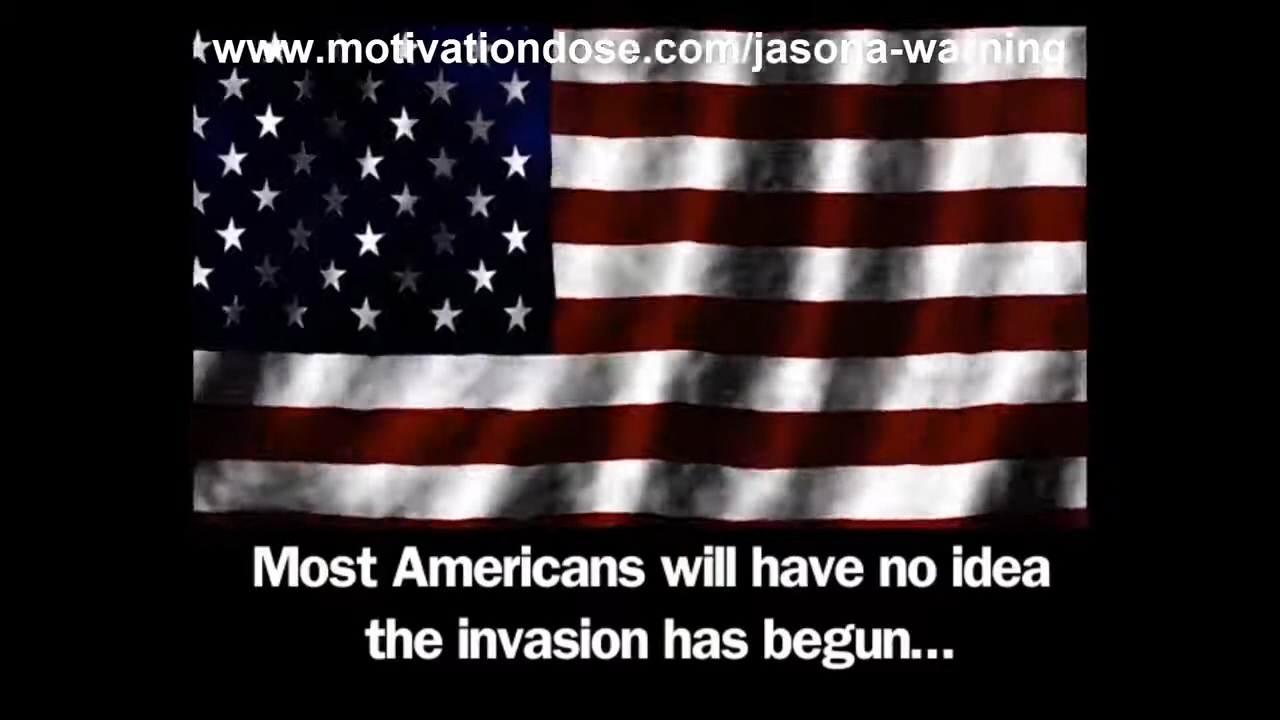 www.motivationdose.com/jasona-warning
Most Americans will have no idea
the invasion has begun...